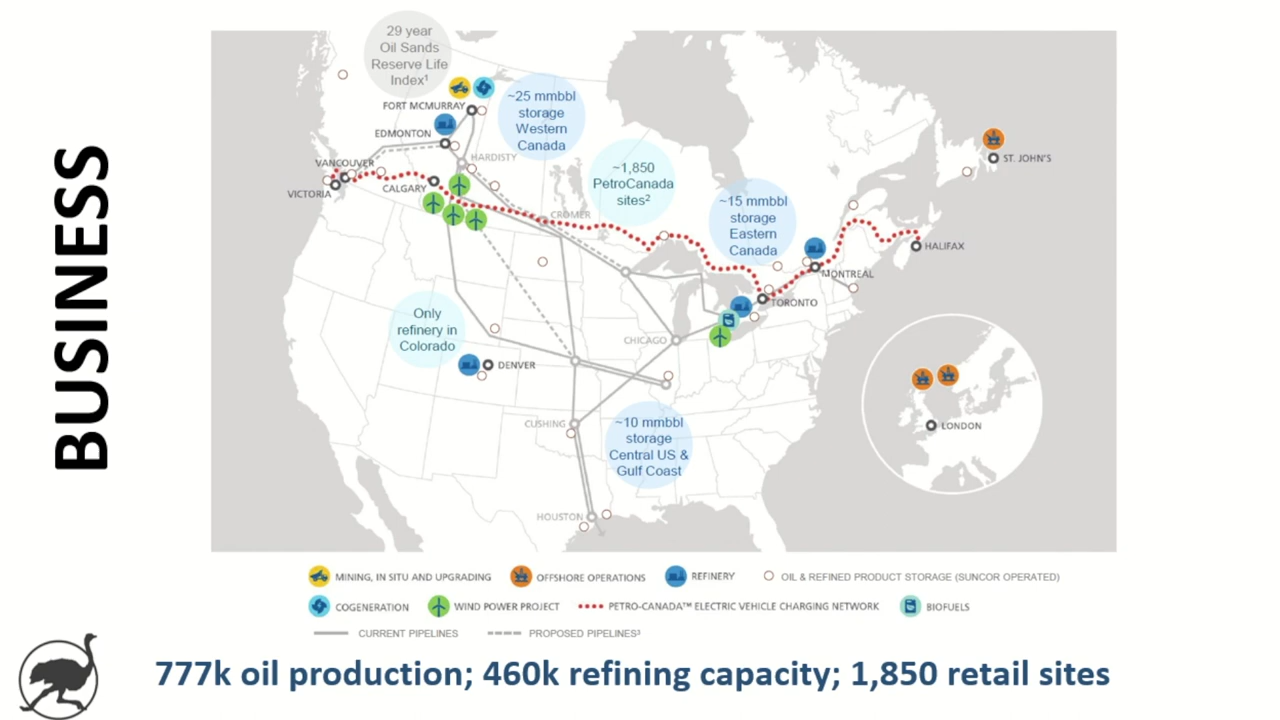 BUSINESS
29 year
Oil Sands
Reserve Life
Index¹
FORT MCMURRAY
~25 mmbbl
storage
Western
Canada
EDMONTON
HARDISTY
VANCOUVER
VICTORIA
CALGARY
~1,850
PetroCanada
sites²
CROMER
~15 mmbbl
storage
Eastern
Canada
ST. JOHN'S
HALIFAX
MONTREAL
TORONTO
CHICAGO
Only
refinery in
Colorado
DENVER
CUSHING
~10 mmbbl
storage
Central US &
Gulf Coast
HOUSTON
LONDON
MINING, IN SITU AND UPGRADING
OFFSHORE OPERATIONS
REFINERY
OIL & REFINED PRODUCT STORAGE (SUNCOR OPERATED)
COGENERATION
WIND POWER PROJECT
PETRO-CANADA™ ELECTRIC VEHICLE CHARGING NETWORK
BIOFUELS
CURRENT PIPELINES
PROPOSED PIPELINES³
777k oil production; 460k refining capacity; 1,850 retail sites